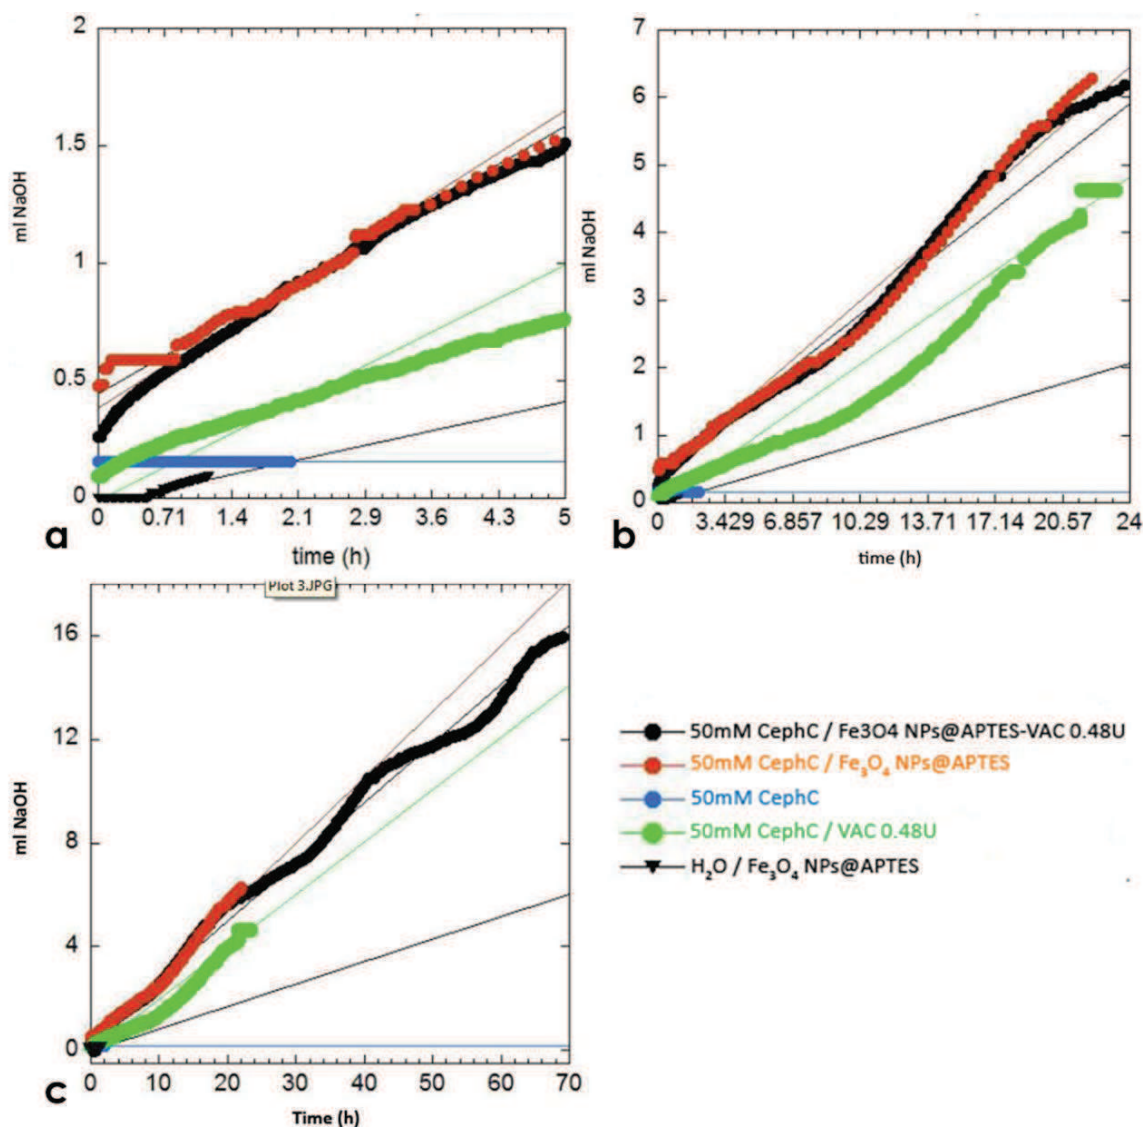 2
1.5
1
0.5
0
ml NaOH
0 0.71 1.4 2.1 2.9 3.6 4.3 5
time (h)
a
7
6
5
4
3
2
1
0
ml NaOH
0 3.429 6.857 10.29 13.71 17.14 20.57 24
time (h)
b
Plot 3.JPG
16
12
8
4
0
ml NaOH
0 10 20 30 40 50 60 70
Time (h)
c
50mM CephC / Fe3O4 NPs@APTES-VAC 0.48U
50mM CephC / Fe₃O₄ NPs@APTES
50mM CephC
50mM CephC / VAC 0.48U
H₂O / Fe₃O₄ NPs@APTES